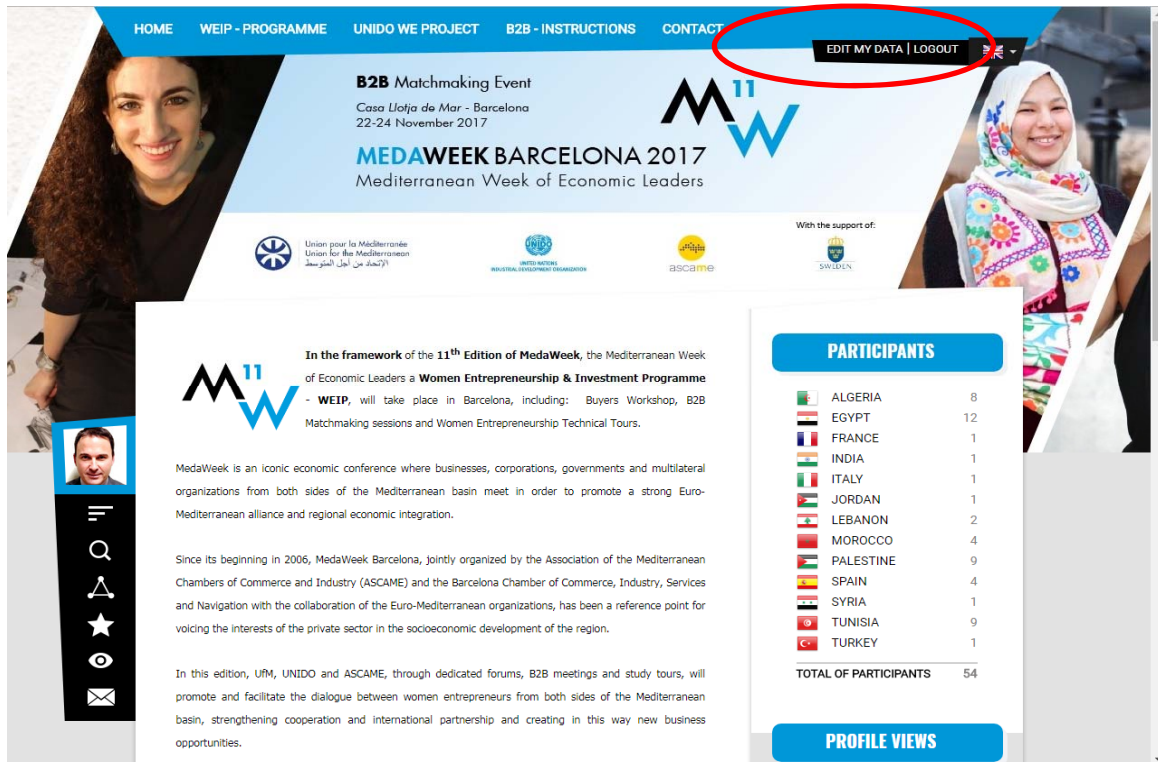 HOME WEIP - PROGRAMME UNIDO WE PROJECT B2B - INSTRUCTIONS CONTACT
EDIT MY DATA | LOGOUT
B2B Matchmaking Event
Casa Llotja de Mar - Barcelona
22-24 November 2017
MEDAWEEK BARCELONA 2017
Mediterranean Week of Economic Leaders
M 11 W
With the support of:
Union pour la Méditerranée
Union for the Mediterranean
الإتحاد من أجل المتوسط
UNIDO
UNITED NATIONS
INDUSTRIAL DEVELOPMENT ORGANIZATION
ascame
SWEDEN
M 11 W
In the framework of the 11th Edition of MedaWeek, the Mediterranean Week
of Economic Leaders a Women Entrepreneurship & Investment Programme
- WEIP, will take place in Barcelona, including: Buyers Workshop, B2B
Matchmaking sessions and Women Entrepreneurship Technical Tours.
MedaWeek is an iconic economic conference where businesses, corporations, governments and multilateral
organizations from both sides of the Mediterranean basin meet in order to promote a strong Euro-
Mediterranean alliance and regional economic integration.
Since its beginning in 2006, MedaWeek Barcelona, jointly organized by the Association of the Mediterranean
Chambers of Commerce and Industry (ASCAME) and the Barcelona Chamber of Commerce, Industry, Services
and Navigation with the collaboration of the Euro-Mediterranean organizations, has been a reference point for
voicing the interests of the private sector in the socioeconomic development of the region.
In this edition, UfM, UNIDO and ASCAME, through dedicated forums, B2B meetings and study tours, will
promote and facilitate the dialogue between women entrepreneurs from both sides of the Mediterranean
basin, strengthening cooperation and international partnership and creating in this way new business
opportunities.
PARTICIPANTS
ALGERIA 8
EGYPT 12
FRANCE 1
INDIA 1
ITALY 1
JORDAN 1
LEBANON 2
MOROCCO 4
PALESTINE 9
SPAIN 4
SYRIA 1
TUNISIA 9
TURKEY 1
TOTAL OF PARTICIPANTS 54
PROFILE VIEWS